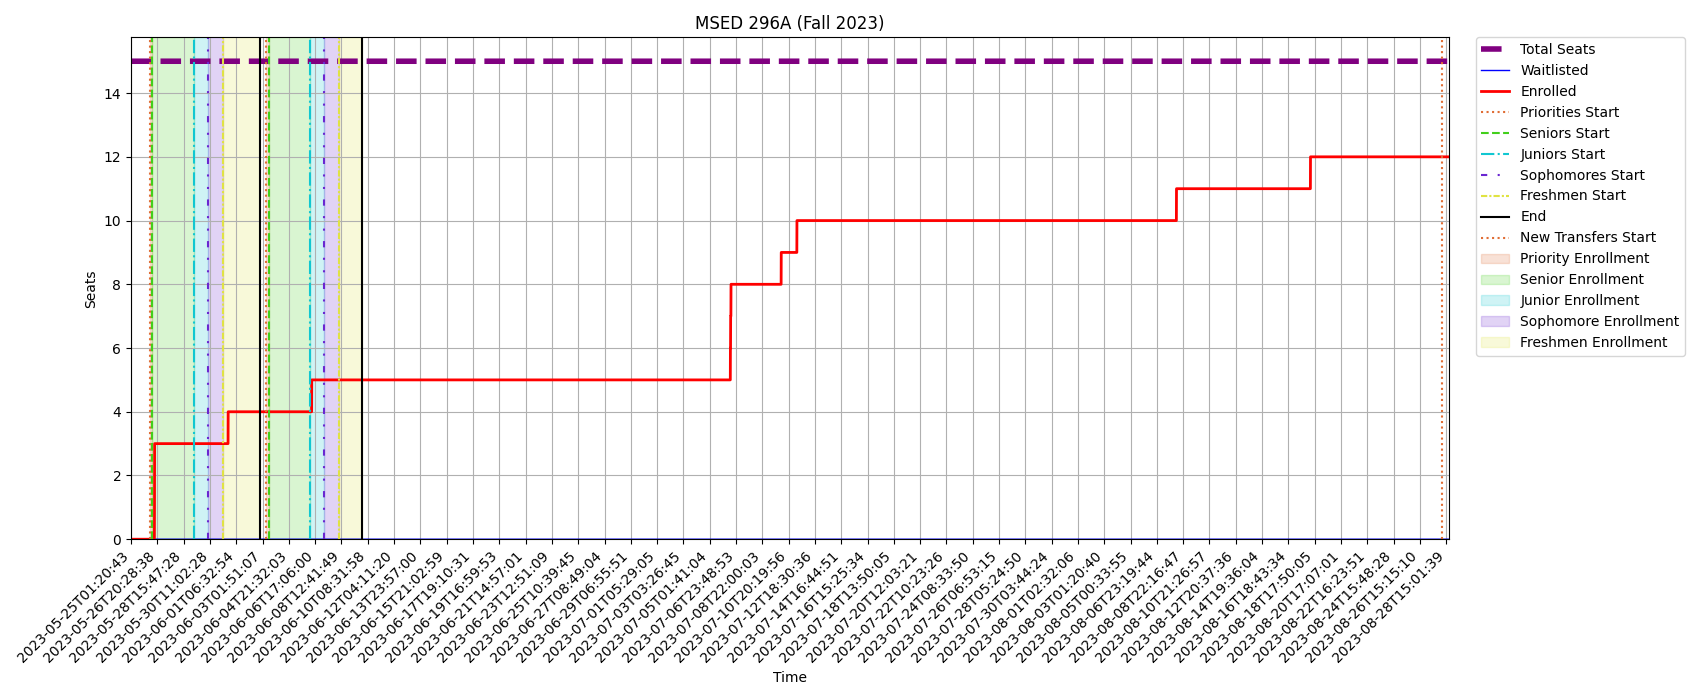 MSED 296A (Fall 2023)
Seats
14
12
10
8
6
4
2
0
2023-05-25T01:20:43
2023-05-26T20:28:38
2023-05-28T15:47:28
2023-05-30T11:02:28
2023-06-01T06:32:54
2023-06-03T01:51:07
2023-06-04T21:32:03
2023-06-06T17:06:00
2023-06-08T12:41:49
2023-06-10T08:31:58
2023-06-12T04:11:20
2023-06-13T23:57:00
2023-06-15T21:02:59
2023-06-17T19:10:31
2023-06-19T16:59:53
2023-06-21T14:57:01
2023-06-23T12:51:09
2023-06-25T10:39:45
2023-06-27T08:49:04
2023-06-29T06:55:51
2023-07-01T05:29:05
2023-07-03T03:26:45
2023-07-05T01:41:04
2023-07-06T23:48:53
2023-07-08T22:00:03
2023-07-10T20:19:56
2023-07-12T18:30:36
2023-07-14T16:44:51
2023-07-16T15:25:34
2023-07-18T13:50:05
2023-07-20T12:03:21
2023-07-22T10:23:26
2023-07-24T08:33:50
2023-07-26T06:53:15
2023-07-28T05:24:50
2023-07-30T03:44:24
2023-08-01T02:32:06
2023-08-03T01:20:40
2023-08-05T00:33:55
2023-08-06T23:19:44
2023-08-08T22:16:47
2023-08-10T21:26:57
2023-08-12T20:37:36
2023-08-14T19:36:04
2023-08-16T18:43:34
2023-08-18T17:50:05
2023-08-20T17:07:01
2023-08-22T16:23:51
2023-08-24T15:48:28
2023-08-26T15:15:10
2023-08-28T15:01:39
Time
Total Seats
Waitlisted
Enrolled
Priorities Start
Seniors Start
Juniors Start
Sophomores Start
Freshmen Start
End
New Transfers Start
Priority Enrollment
Senior Enrollment
Junior Enrollment
Sophomore Enrollment
Freshmen Enrollment